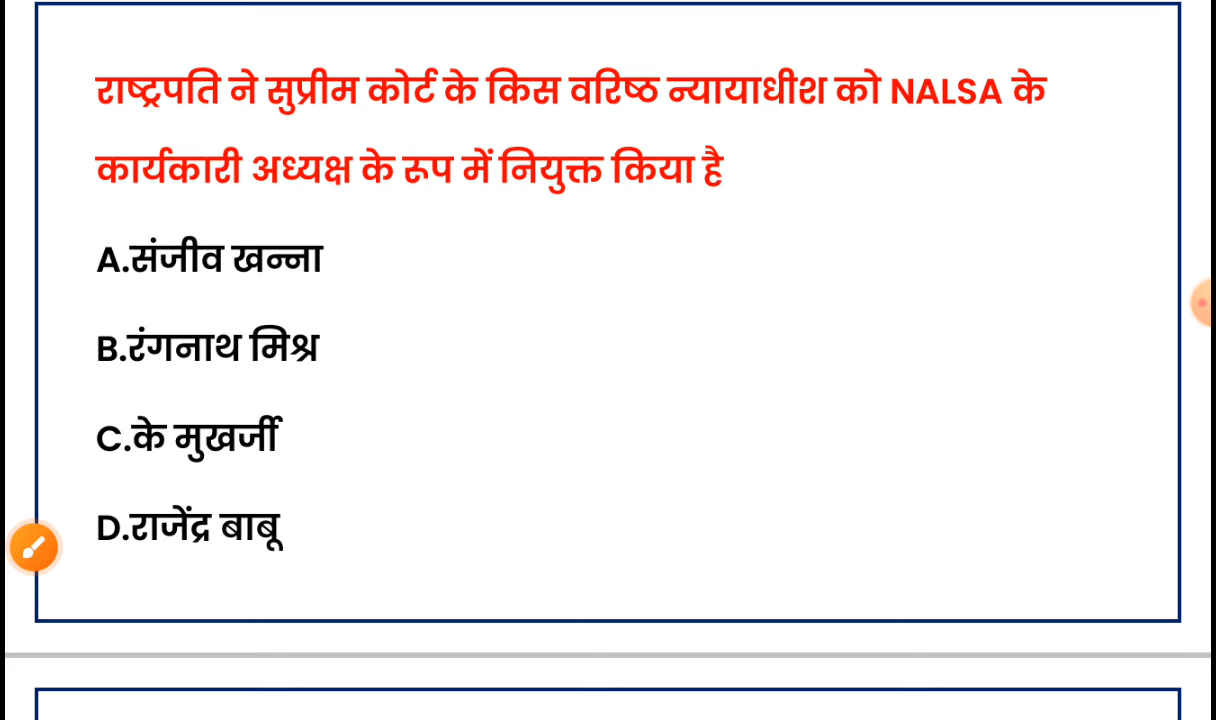 राष्ट्रपति ने सुप्रीम कोर्ट के किस वरिष्ठ न्यायाधीश को NALSA के
कार्यकारी अध्यक्ष के रूप में नियुक्त किया है
A.संजीव खन्ना
B.रंगनाथ मिश्र
C.के मुखर्जी
D.राजेंद्र बाबू